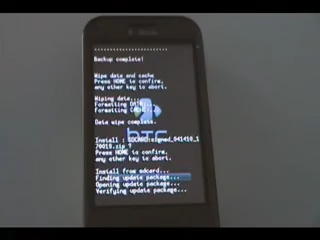 Backup complete!
Wipe data and cache
Press HOME to confirm,
any other key to abort.
Wiping data...
Formatting DATA:...
Formatting CACHE:...
Data wipe complete.
hTC
Install : SDCARD:signed_041410_1
70019.zip ?
Press HOME to confirm,
any other key to abort.
Install from sdcard...
Finding update package...
Opening update package...
Verifying update package...